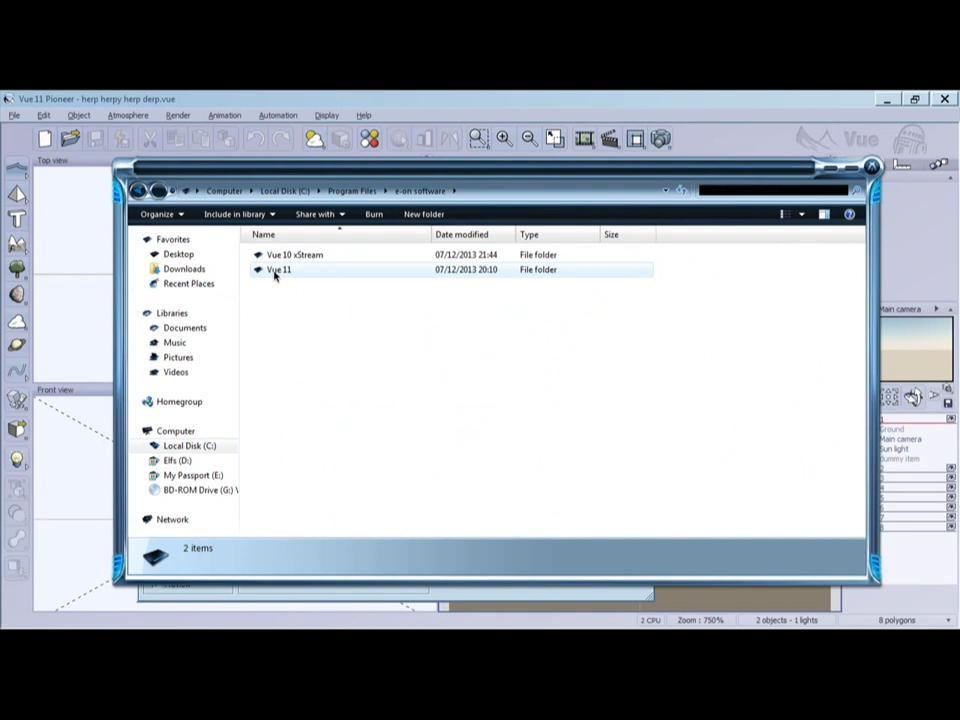 Vue 11 Pioneer - herp herpy herp derp.vue
File Edit Object Atmosphere Render Animation Automation Display Help
Vue
Top view
Computer Local Disk (C:) Program Files e-on software
Organize Include in library Share with Burn New folder
Name Date modified Type Size
Favorites
Desktop
Downloads
Recent Places
Libraries
Documents
Music
Pictures
Videos
Homegroup
Computer
Local Disk (C:)
Elfs (D:)
My Passport (E:)
BD-ROM Drive (G:) V
Network
Vue 10 xStream 07/12/2013 21:44 File folder
Vue 11 07/12/2013 20:10 File folder
2 items
Front view
Main camera
Ground
Main camera
Sun light
dummy item
2 CPU Zoom : 750% 2 objects - 1 lights 8 polygons